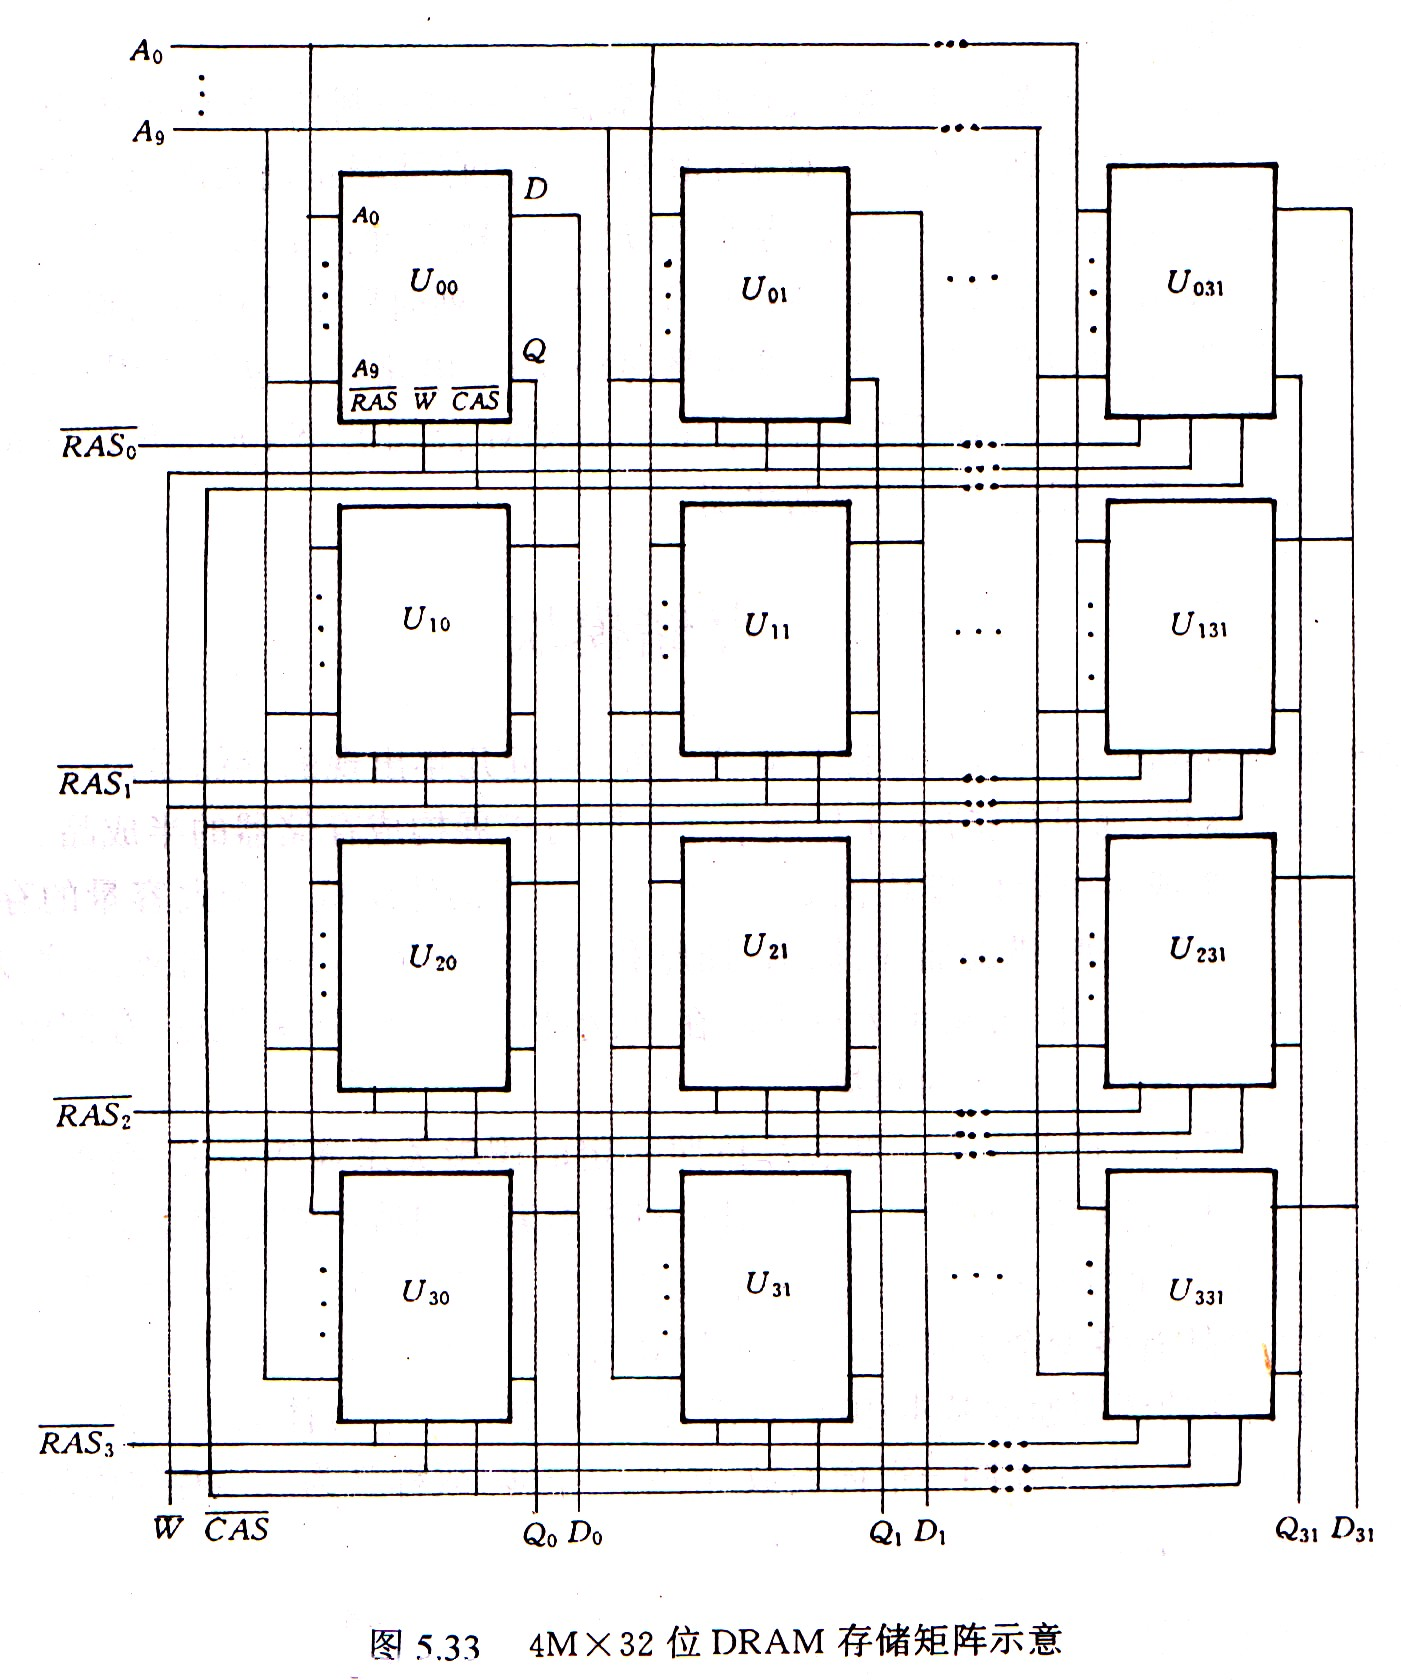 A0
A9
D
A0
U00
U01
U031
Q
A9
RAS W CAS
RAS0
U10
U11
U131
RAS1
U20
U21
U231
RAS2
U30
U31
U331
RAS3
W CAS Q0 D0 Q1 D1 Q31 D31
图 5.33 4M×32 位 DRAM 存储矩阵示意